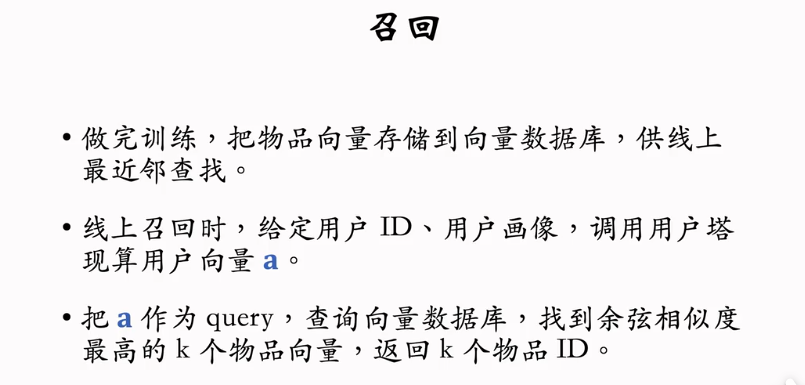 召回
• 做完训练，把物品向量存储到向量数据库，供线上
最近邻查找。
• 线上召回时，给定用户 ID、用户画像，调用用户塔
现算用户向量 a。
• 把 a 作为 query，查询向量数据库，找到余弦相似度
最高的 k 个物品向量，返回 k 个物品 ID。